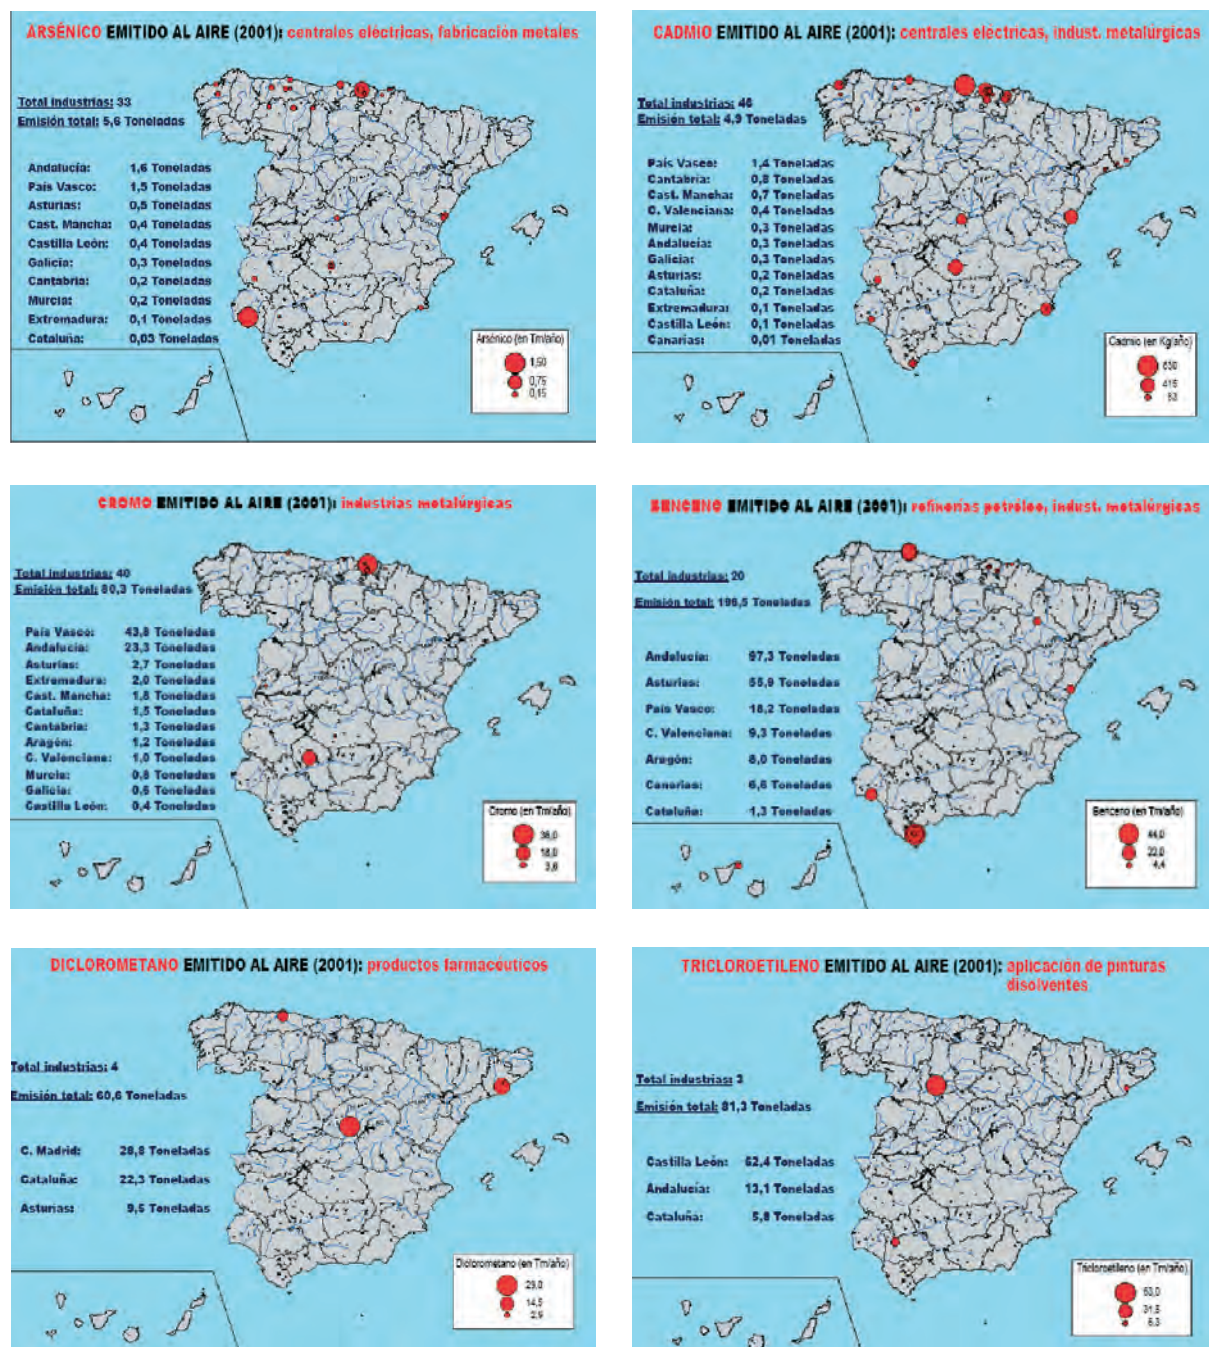 ARSÉNICO EMITIDO AL AIRE (2001): centrales eléctricas, fabricación metales
Total industrias: 33
Emisión total: 5,6 Toneladas
Andalucía: 1,6 Toneladas
País Vasco: 1,5 Toneladas
Asturias: 0,5 Toneladas
Cast. Mancha: 0,4 Toneladas
Castilla León: 0,4 Toneladas
Galicia: 0,3 Toneladas
Cantabria: 0,2 Toneladas
Murcia: 0,2 Toneladas
Extremadura: 0,1 Toneladas
Cataluña: 0,03 Toneladas
Arsénico (en Tm/año)
1,50
0,75
0,15
CADMIO EMITIDO AL AIRE (2001): centrales eléctricas, indust. metalúrgicas
Total industrias: 46
Emisión total: 4,9 Toneladas
País Vasco: 1,4 Toneladas
Cantabria: 0,8 Toneladas
Cast. Mancha: 0,7 Toneladas
C. Valenciana: 0,4 Toneladas
Murcia: 0,3 Toneladas
Andalucía: 0,3 Toneladas
Galicia: 0,3 Toneladas
Asturias: 0,2 Toneladas
Cataluña: 0,2 Toneladas
Extremadura: 0,1 Toneladas
Castilla León: 0,1 Toneladas
Canarias: 0,01 Toneladas
Cadmio (en Kg/año)
830
415
83
CROMO EMITIDO AL AIRE (2001): industrias metalúrgicas
Total industrias: 40
Emisión total: 80,3 Toneladas
País Vasco: 43,8 Toneladas
Andalucía: 23,3 Toneladas
Asturias: 2,7 Toneladas
Extremadura: 2,0 Toneladas
Cast. Mancha: 1,8 Toneladas
Cataluña: 1,5 Toneladas
Cantabria: 1,3 Toneladas
Aragón: 1,2 Toneladas
C. Valenciana: 1,0 Toneladas
Murcia: 0,8 Toneladas
Galicia: Toneladas
Castilla León: 0,4 Toneladas
Cromo (en Tm/año)
18,0
3,6
BENCENO EMITIDO AL AIRE (2001): refinerías petróleo, indust. metalúrgicas
Total industrias: 20
Emisión total: 196,5 Toneladas
Andalucía: 97,3 Toneladas
Asturias: 55,9 Toneladas
País Vasco: 18,2 Toneladas
C. Valenciana: 9,3 Toneladas
Aragón: 8,0 Toneladas
Canarias: 6,6 Toneladas
Cataluña: 1,3 Toneladas
Benceno (en Tm/año)
44,0
22,0
4,4
DICLOROMETANO EMITIDO AL AIRE (2001): productos farmacéuticos
Total industrias: 4
Emisión total: 60,6 Toneladas
C. Madrid: 28,8 Toneladas
Cataluña: 22,3 Toneladas
Asturias: 9,5 Toneladas
Diclorometano (en Tm/año)
29,0
14,5
2,9
TRICLOROETILENO EMITIDO AL AIRE (2001): aplicación de pinturas
disolventes
Total industrias: 3
Emisión total: 81,3 Toneladas
Castilla León: 62,4 Toneladas
Andalucía: 13,1 Toneladas
Cataluña: 5,8 Toneladas
Tricloroetileno (en Tm/año)
63,0
31,5
6,3